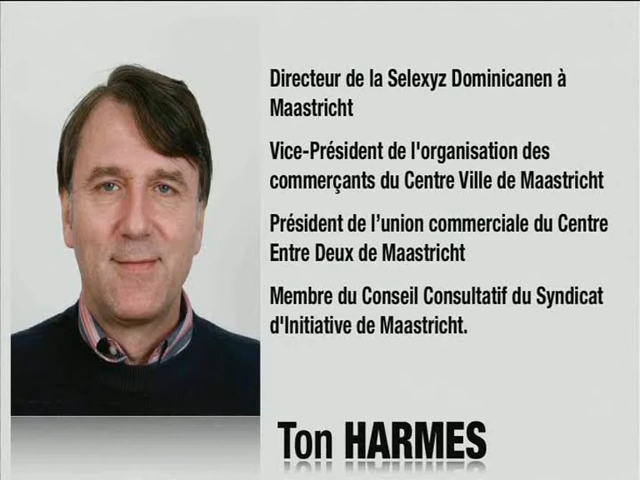 Directeur de la Selexyz Dominicanen à
Maastricht
Vice-Président de l'organisation des
commerçants du Centre Ville de Maastricht
Président de l’union commerciale du Centre
Entre Deux de Maastricht
Membre du Conseil Consultatif du Syndicat
d'Initiative de Maastricht.
Ton HARMES